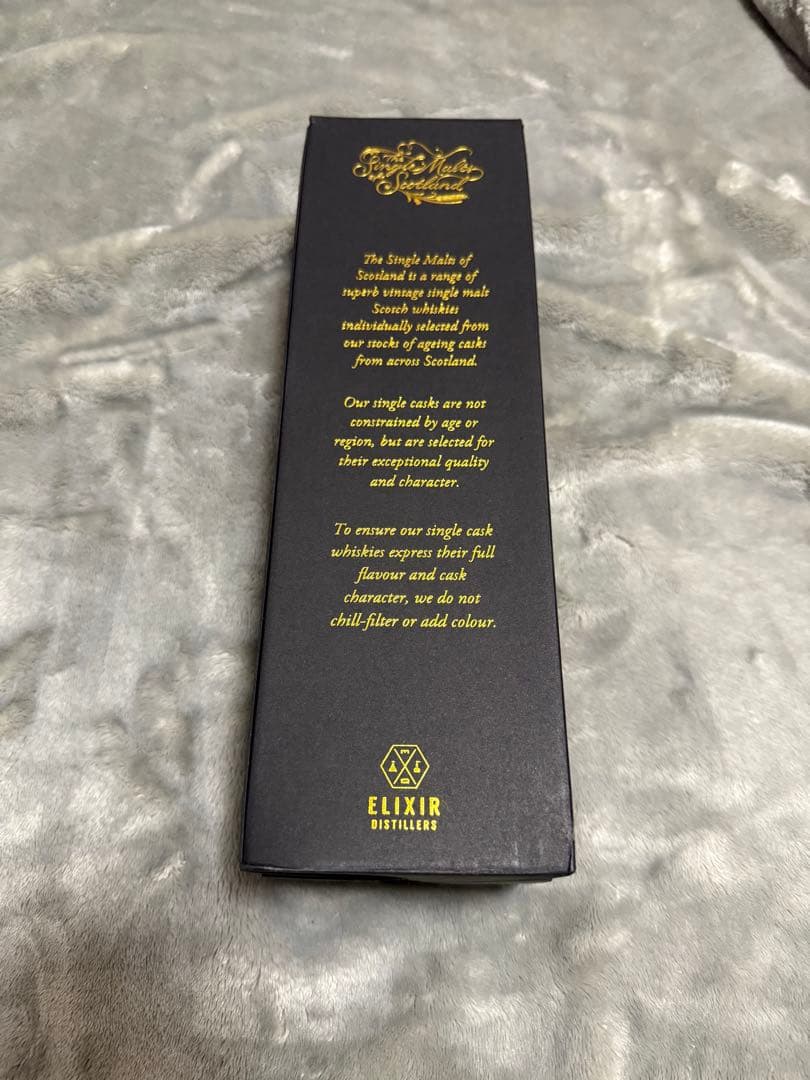 The
Single Malts
of Scotland
The Single Malts of
Scotland is a range of
superb vintage single malt
Scotch whiskies
individually selected from
our stocks of ageing casks
from across Scotland.
Our single casks are not
constrained by age or
region, but are selected for
their exceptional quality
and character.
To ensure our single cask
whiskies express their full
flavour and cask
character, we do not
chill-filter or add colour.
ELIXIR
DISTILLERS